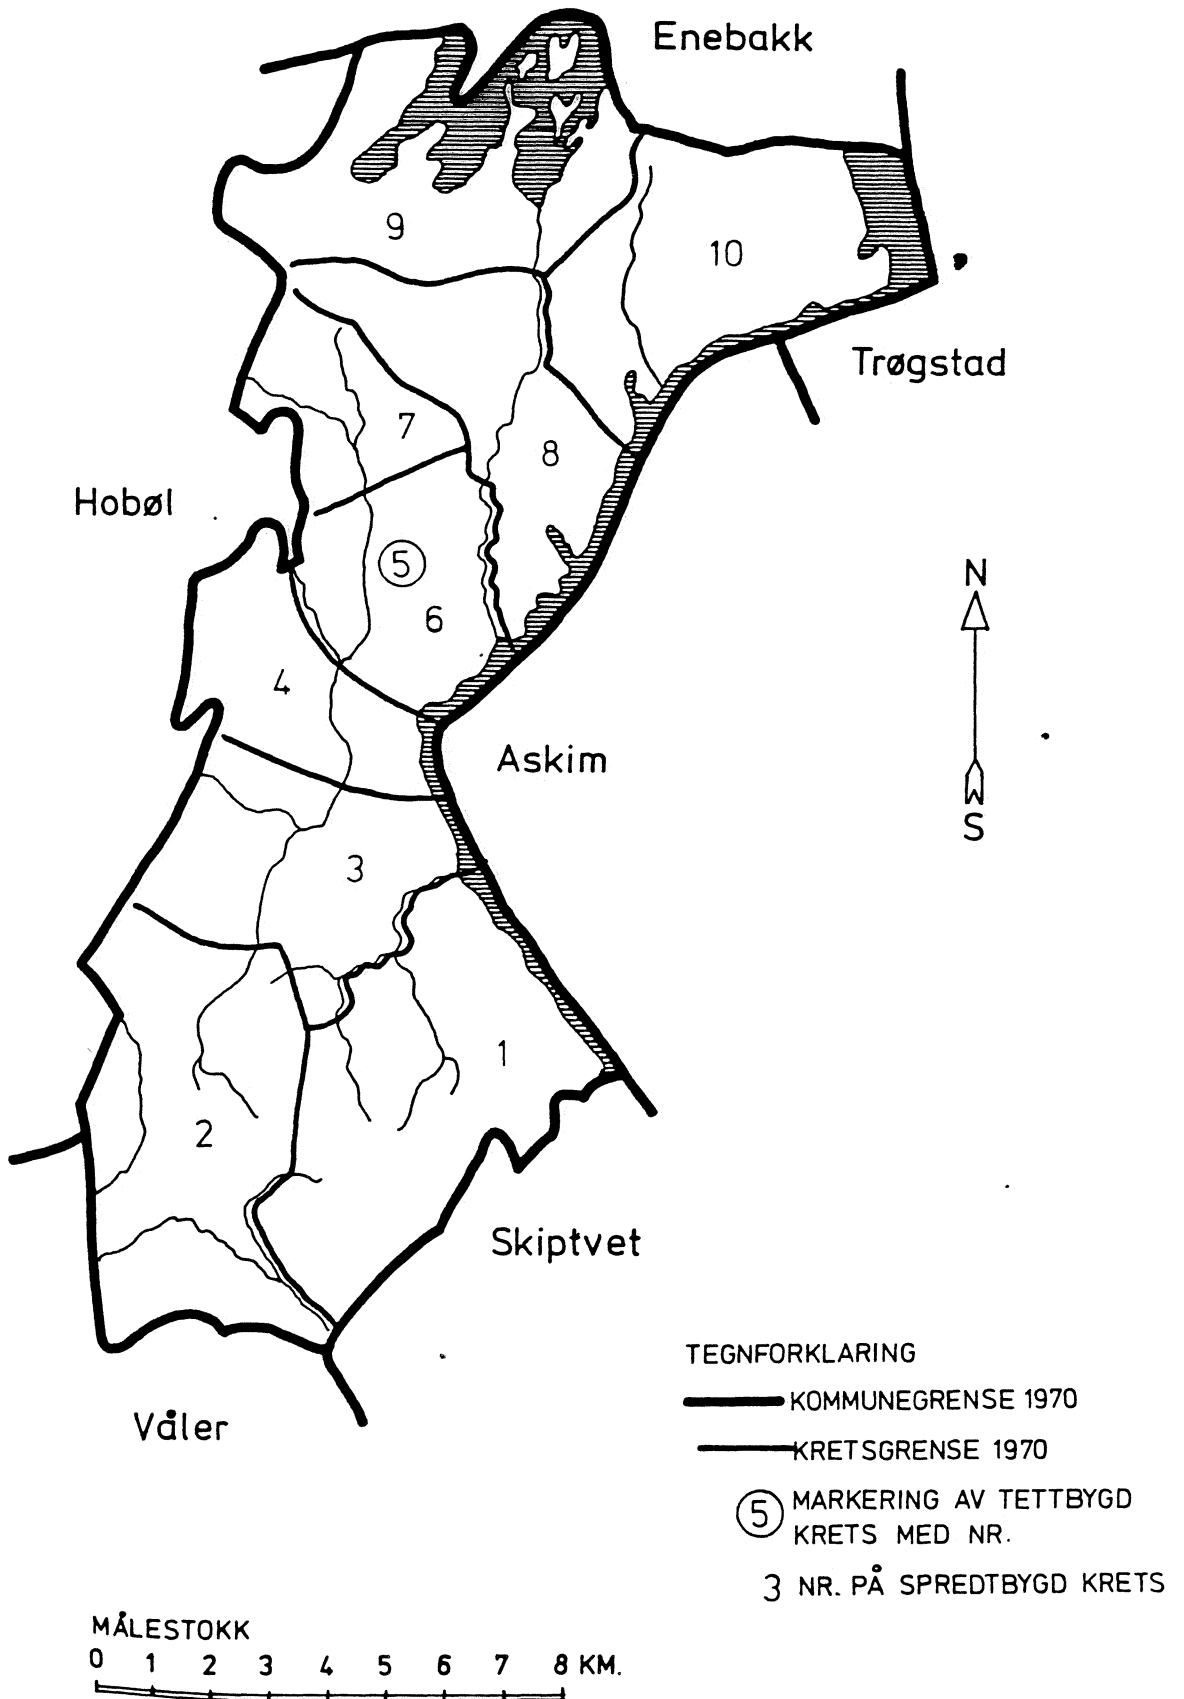 Enebakk
9
10
Trøgstad
7
8
Hobøl
5
6
N
4
Askim
S
3
1
2
Skiptvet
TEGNFORKLARING
KOMMUNEGRENSE 1970
Våler
KRETSGRENSE 1970
5 MARKERING AV TETTBYGD
KRETS MED NR.
3 NR. PÅ SPREDTBYGD KRETS
MÅLESTOKK
0 1 2 3 4 5 6 7 8 KM.